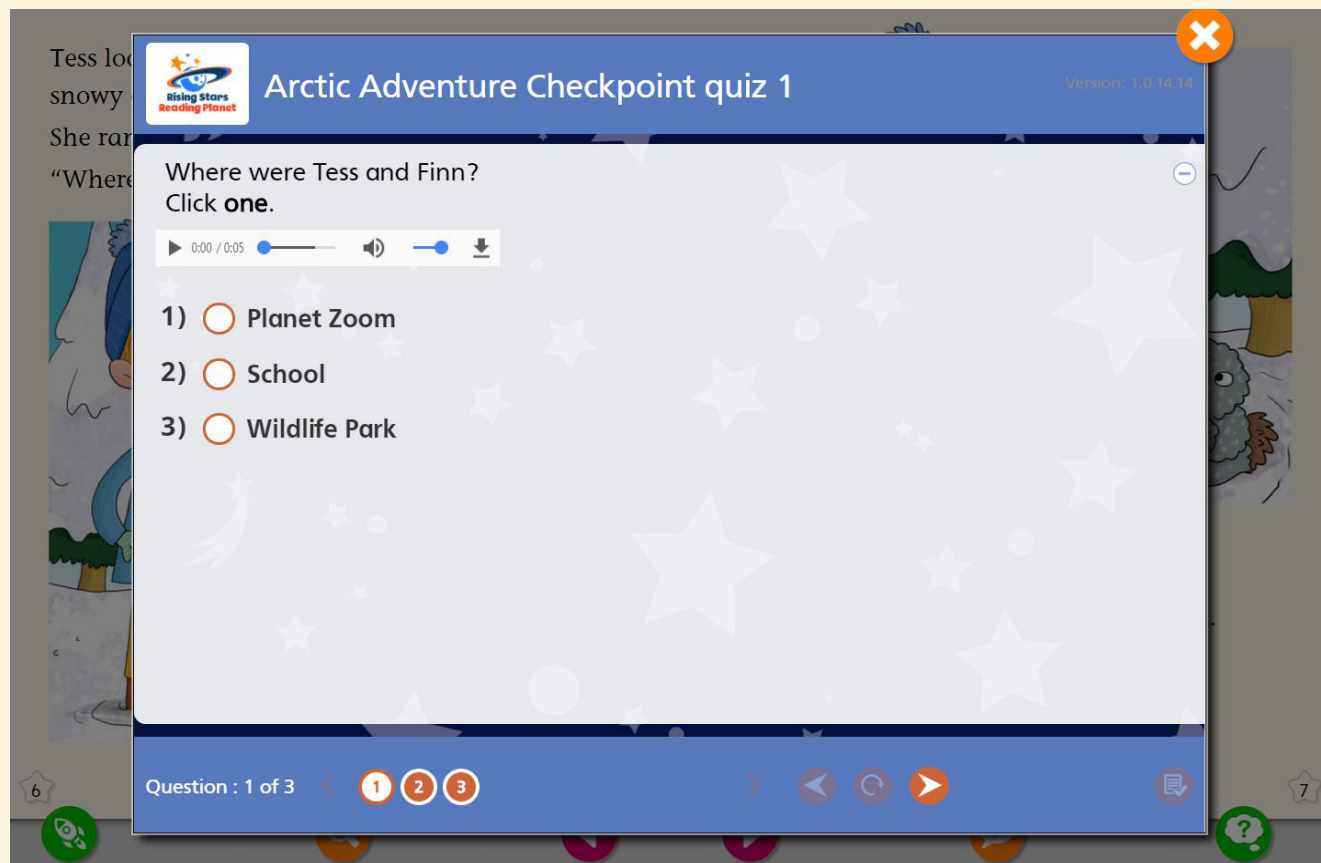 Tess
snowy
She
“Where
Rising Stars
Reading Planet
Arctic Adventure Checkpoint quiz 1
Version: 1.0.14.14
Where were Tess and Finn?
Click one.
0:00 / 0:05
1) Planet Zoom
2) School
3) Wildlife Park
Question : 1 of 3
1 2 3
6
7
?